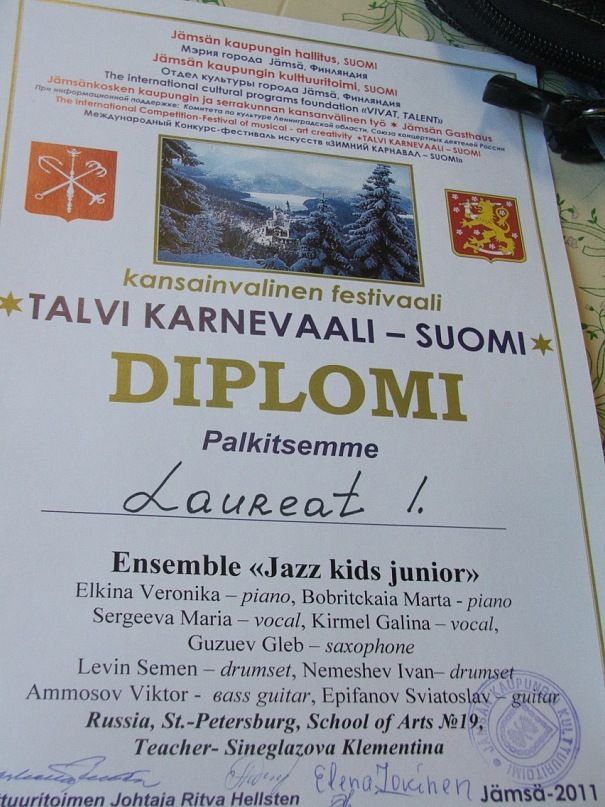 Jämsän kaupungin hallitus, SUOMI
Мэрия города Jämsä, Финляндия
Jämsän kaupungin kulttuuritoimi, SUOMI
Отдел культуры города Jämsä, Финляндия
The international cultural programs foundation «VIVAT, TALENT»
Jämsänkosken kaupungin ja serrakunnan kansanvälinen työ ✶ Jämsän Gasthaus
При информационной поддержке: Комитета по культуре Ленинградской области, Союза концертных деятелей России
The international Competition-Festival of musical - art creativity ✶TALVI KARNEVAALI – SUOMI
Международный Конкурс-фестиваль искусств «ЗИМНИЙ КАРНАВАЛ – SUOMI»
kansainvalinen festivaali
✶TALVI KARNEVAALI – SUOMI✶
DIPLOMI
Palkitsemme
Laureat I.
Ensemble «Jazz kids junior»
Elkina Veronika – piano, Bobritckaia Marta - piano
Sergeeva Maria – vocal, Kirmel Galina – vocal,
Guzuev Gleb – saxophone
Levin Semen – drumset, Nemeshev Ivan– drumset
Ammosov Viktor - вass guitar, Epifanov Sviatoslav – guitar
Russia, St.-Petersburg, School of Arts №19,
Teacher- Sineglazova Klementina
JÄMSÄN KAUPUNGIN KULTTUURITOIMI
Elena Jovinen
ttuuritoimen Johtaja Ritva Hellsten
Jämsä-2011